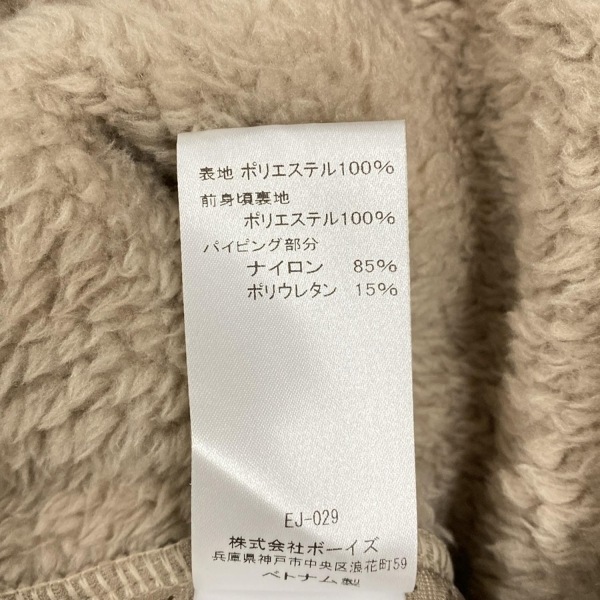 表地 ポリエステル100%
前身頃裏地
ポリエステル100%
パイピング部分
ナイロン 85%
ポリウレタン 15%
EJ-029
株式会社ボーイズ
兵庫県神戸市中央区浪花町59
ベトナム製